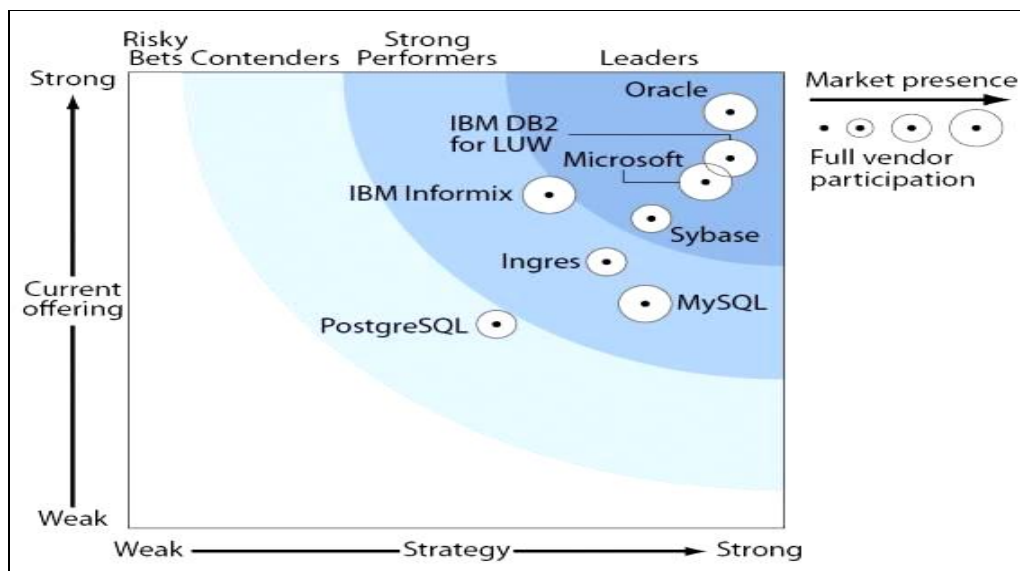 Risky
Bets
Contenders
Strong
Performers
Leaders
Strong
Current
offering
Weak
Oracle
IBM DB2
for LUW
Microsoft
IBM Informix
Sybase
Ingres
MySQL
PostgreSQL
Market presence
Full vendor
participation
Weak
Strategy
Strong